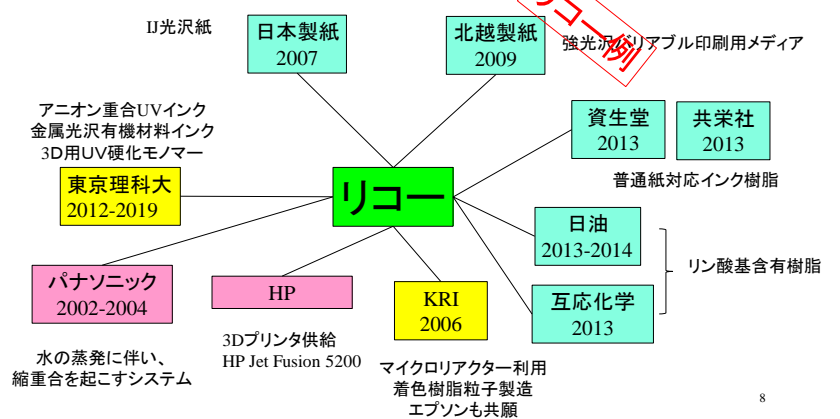 IJ光沢紙
日本製紙
2007
北越製紙
2009
リコー例
強光沢バリアブル印刷用メディア
アニオン重合UVインク
金属光沢有機材料インク
3D用UV硬化モノマー
東京理科大
2012-2019
リコー
資生堂
2013
共栄社
2013
普通紙対応インク樹脂
日油
2013-2014
互応化学
2013
リン酸基含有樹脂
パナソニック
2002-2004
水の蒸発に伴い、
縮重合を起こすシステム
HP
3Dプリンタ供給
HP Jet Fusion 5200
KRI
2006
マイクロリアクター利用
着色樹脂粒子製造
エプソンも共願
8